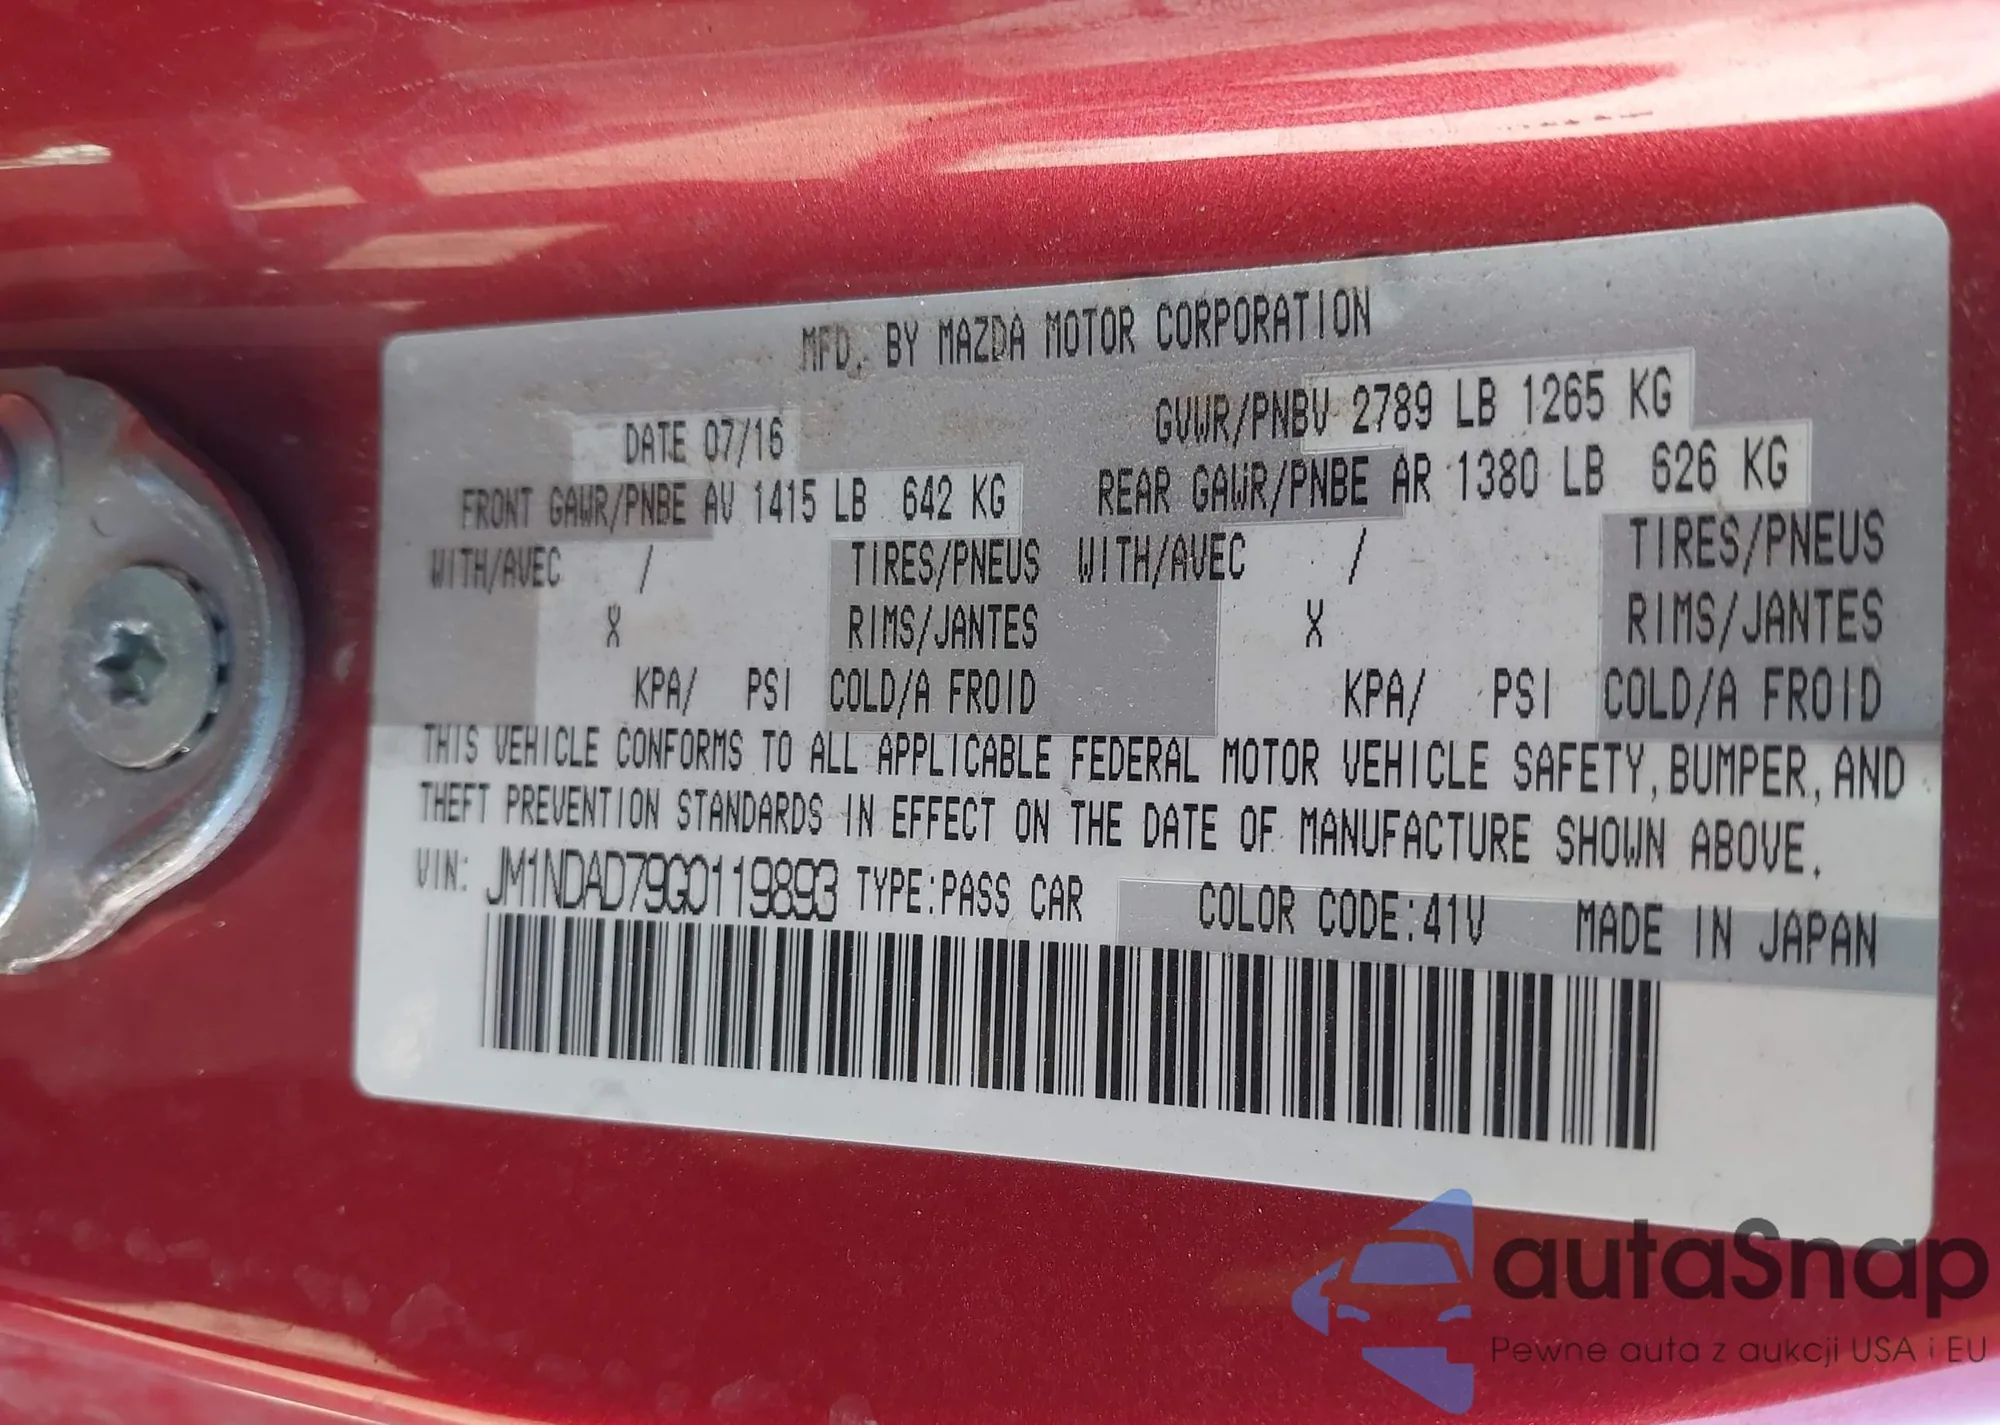 MFD. BY MAZDA MOTOR CORPORATION
DATE 07/16 GVWR/PNBV 2789 LB 1265 KG
FRONT GAWR/PNBE AV 1415 LB 642 KG REAR GAWR/PNBE AR 1380 LB 626 KG
WITH/AVEC / TIRES/PNEUS WITH/AVEC / TIRES/PNEUS
X RIMS/JANTES X RIMS/JANTES
KPA/ PSI COLD/A FROID KPA/ PSI COLD/A FROID
THIS VEHICLE CONFORMS TO ALL APPLICABLE FEDERAL MOTOR VEHICLE SAFETY, BUMPER, AND
THEFT PREVENTION STANDARDS IN EFFECT ON THE DATE OF MANUFACTURE SHOWN ABOVE.
VIN: JM1NDAD79G0119893 TYPE:PASS CAR COLOR CODE:41V MADE IN JAPAN
autaSnap
Pewne auta z aukcji USA i EU